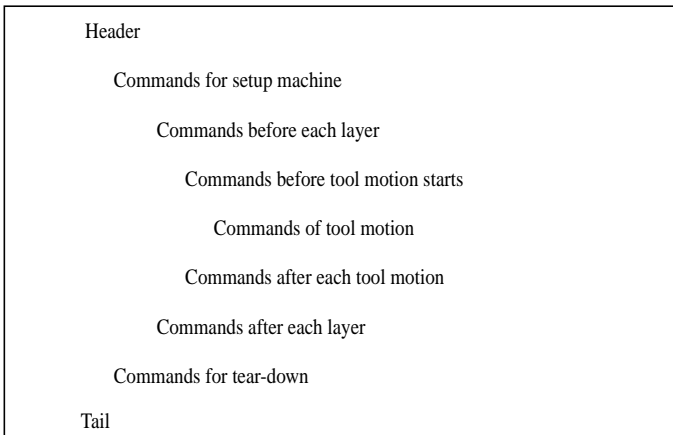 Header
Commands for setup machine
Commands before each layer
Commands before tool motion starts
Commands of tool motion
Commands after each tool motion
Commands after each layer
Commands for tear-down
Tail